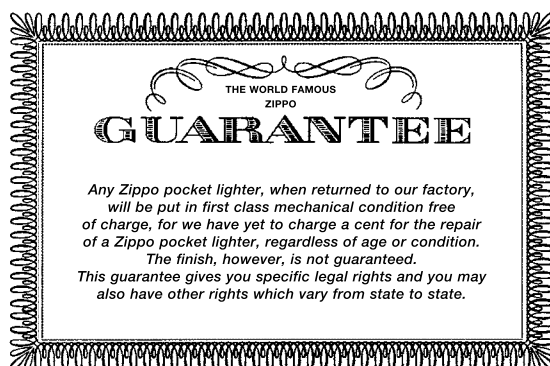 THE WORLD FAMOUS
ZIPPO
GUARANTEE
Any Zippo pocket lighter, when returned to our factory,
will be put in first class mechanical condition free
of charge, for we have yet to charge a cent for the repair
of a Zippo pocket lighter, regardless of age or condition.
The finish, however, is not guaranteed.
This guarantee gives you specific legal rights and you may
also have other rights which vary from state to state.